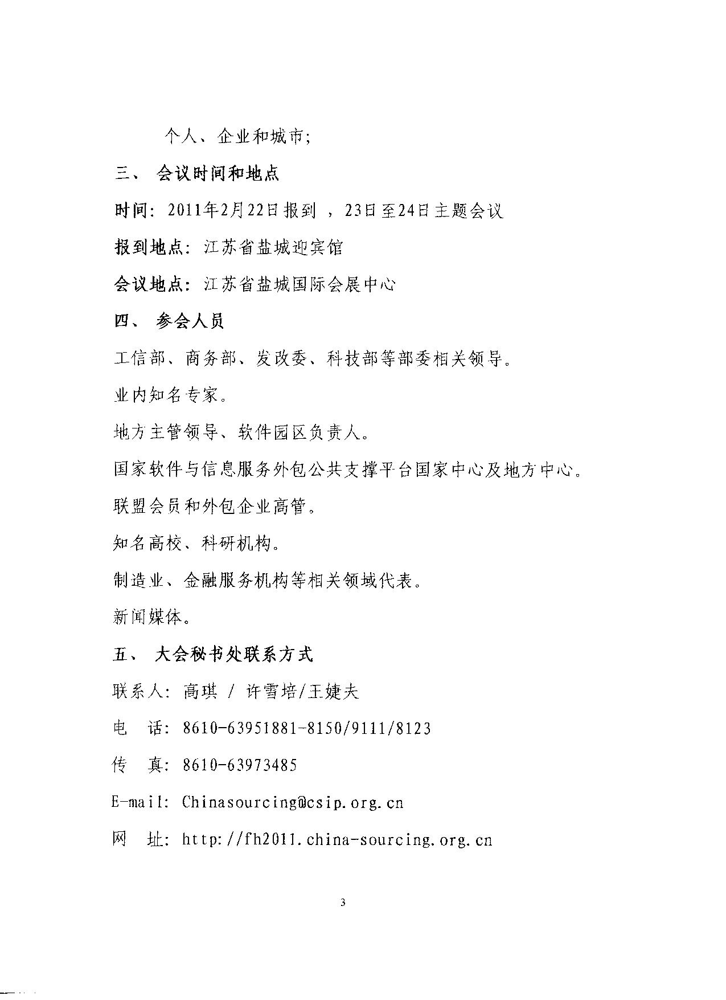 个人、企业和城市;
三、 会议时间和地点
时间: 2011年2月22日报到 ，23日至24日主题会议
报到地点: 江苏省盐城迎宾馆
会议地点: 江苏省盐城国际会展中心
四、 参会人员
工信部、商务部、发改委、科技部等部委相关领导。
业内知名专家。
地方主管领导、软件园区负责人。
国家软件与信息服务外包公共支撑平台国家中心及地方中心。
联盟会员和外包企业高管。
知名高校、科研机构。
制造业、金融服务机构等相关领域代表。
新闻媒体。
五、 大会秘书处联系方式
联系人: 高琪 / 许雪培/王婕夫
电 话: 8610-63951881-8150/9111/8123
传 真: 8610-63973485
E-mail: Chinasourcing@csip.org.cn
网 址: http://fh2011.china-sourcing.org.cn
3